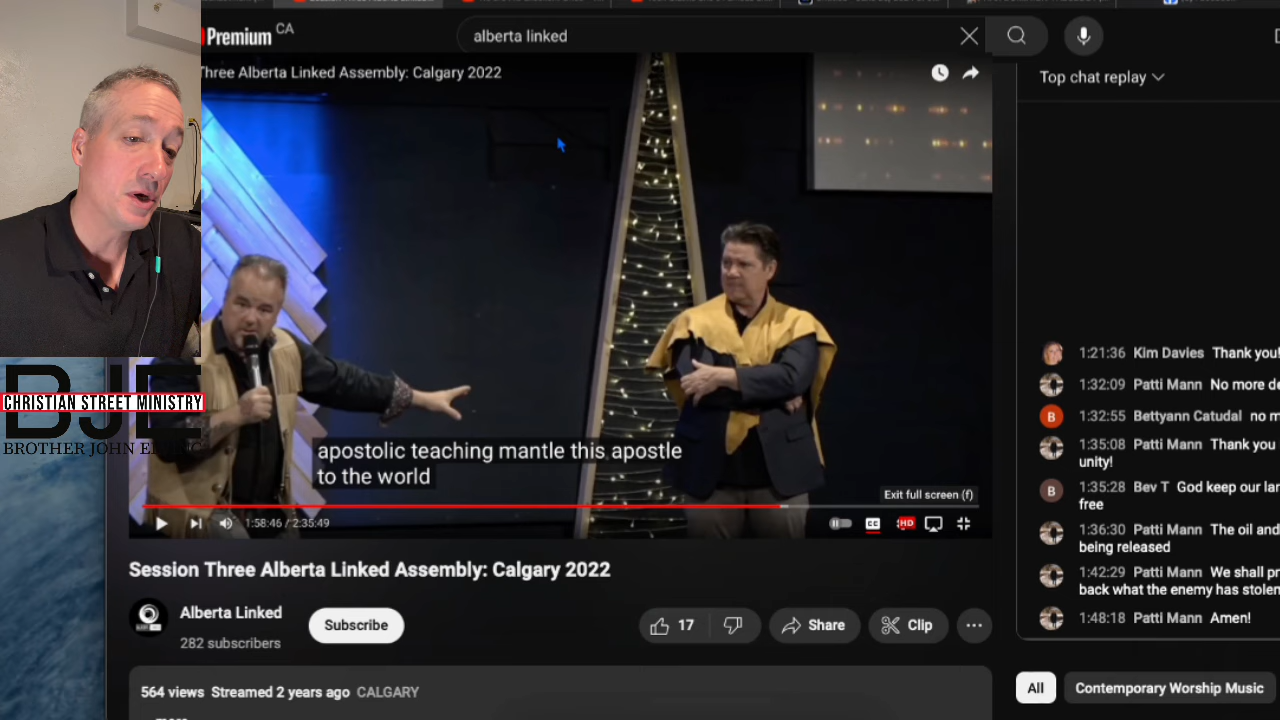 Premium CA
alberta linked
Three Alberta Linked Assembly: Calgary 2022
Top chat replay
BJE
CHRISTIAN STREET MINISTRY
BROTHER JOHN
apostolic teaching mantle this apostle
to the world
Exit full screen (f)
1:58:46 / 2:35:49
CC
HD
Session Three Alberta Linked Assembly: Calgary 2022
Alberta Linked
282 subscribers
Subscribe
17
Share
Clip
564 views Streamed 2 years ago CALGARY
1:21:36 Kim Davies Thank you!
1:32:09 Patti Mann No more de
1:32:55 Bettyann Catudal no m
1:35:08 Patti Mann Thank you
unity!
1:35:28 Bev T God keep our lan
free
1:36:30 Patti Mann The oil and
being released
1:42:29 Patti Mann We shall pr
back what the enemy has stolen
1:48:18 Patti Mann Amen!
All
Contemporary Worship Music